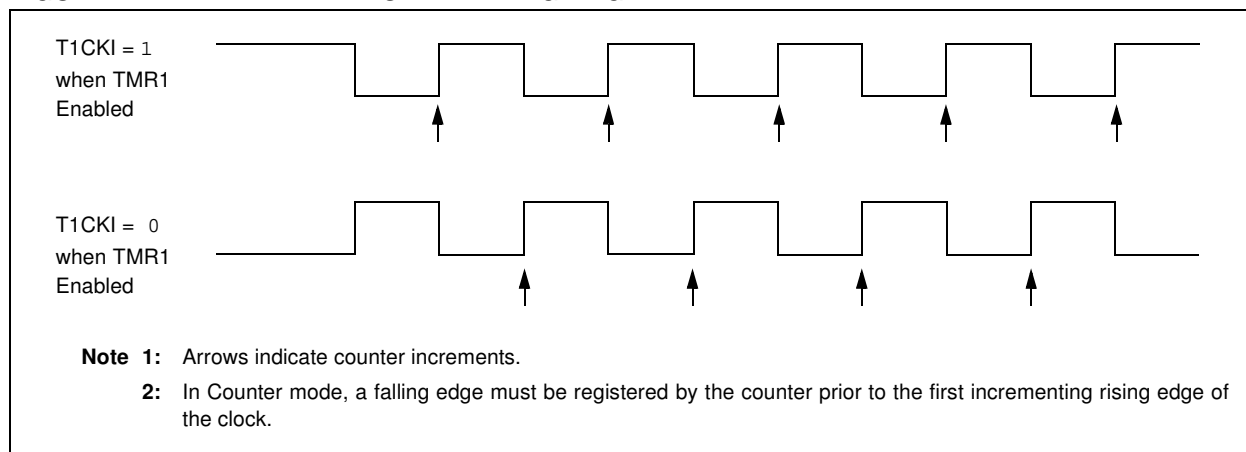 T1CKI = 1
when TMR1
Enabled
T1CKI = 0
when TMR1
Enabled
Note 1: Arrows indicate counter increments.
2: In Counter mode, a falling edge must be registered by the counter prior to the first incrementing rising edge of
the clock.